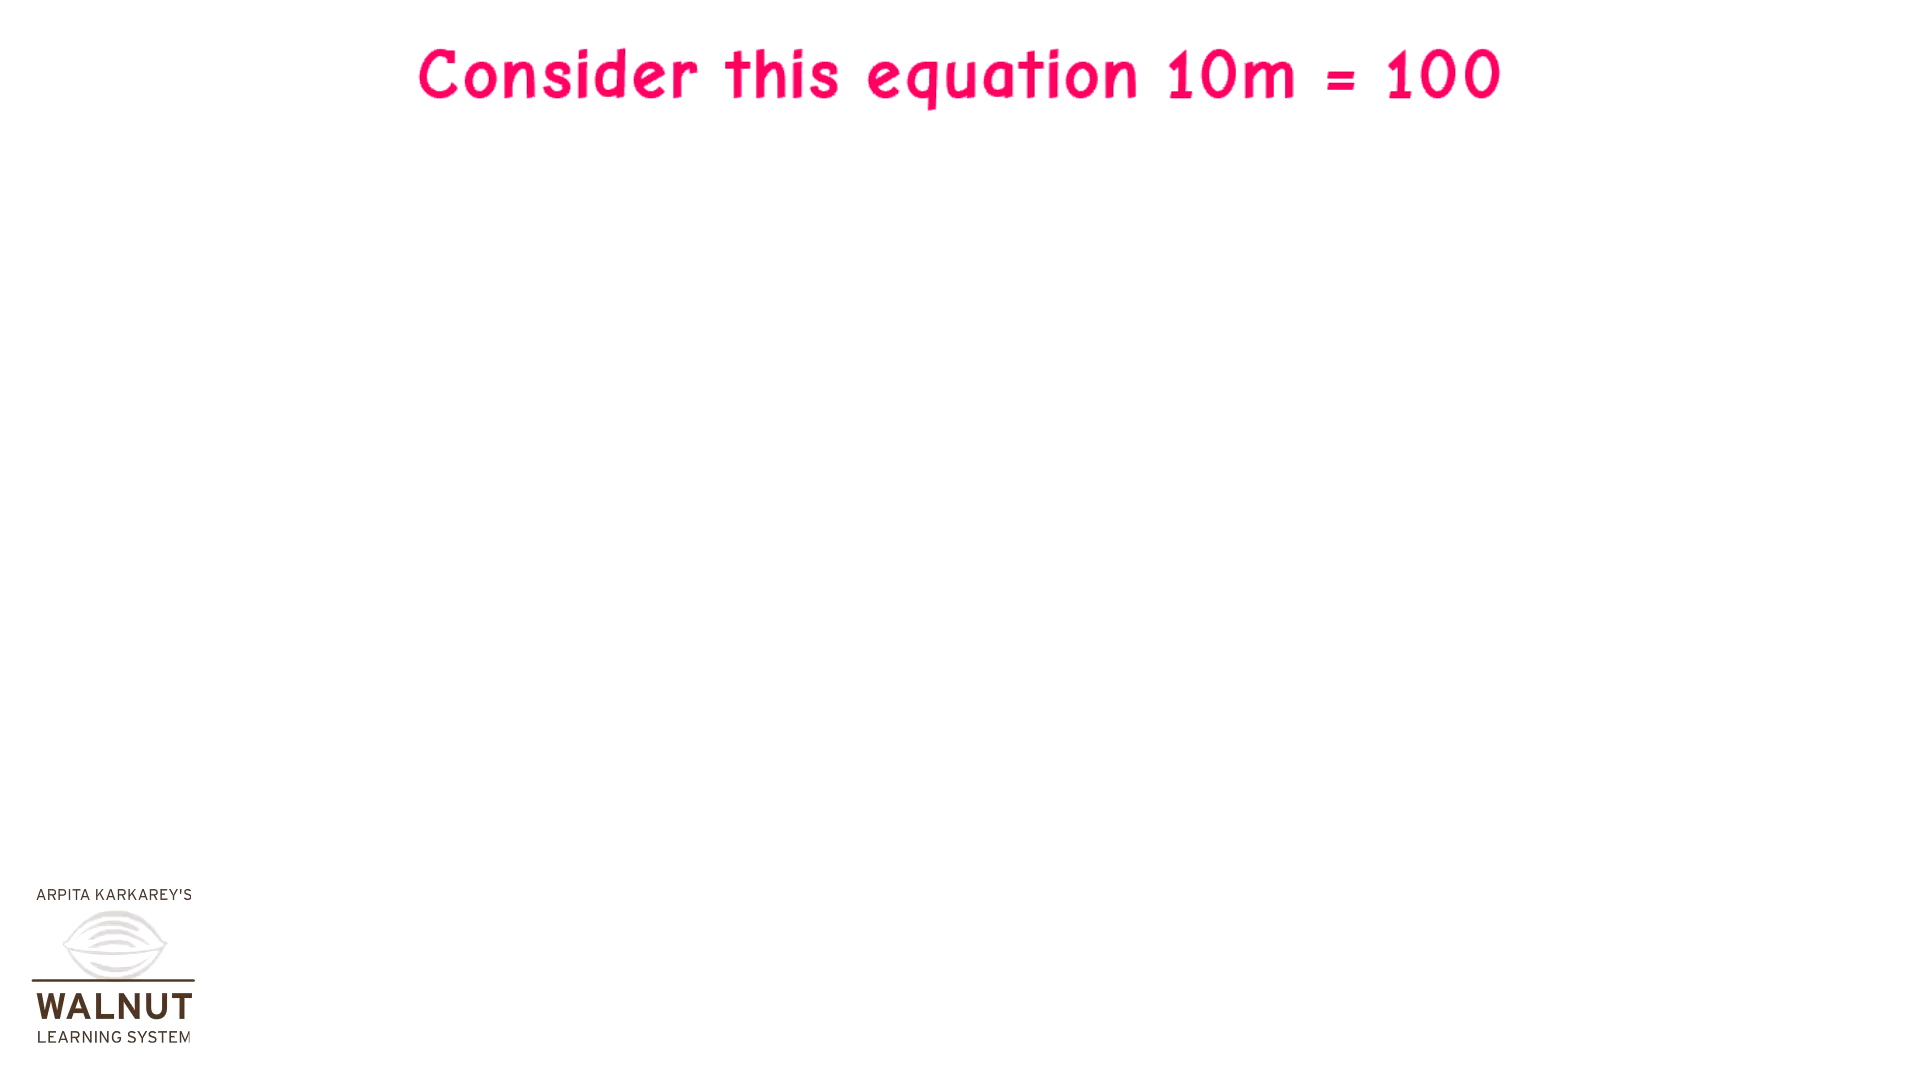 Consider this equation 10m = 100
ARPITA KARKAREY'S
WALNUT
LEARNING SYSTEM